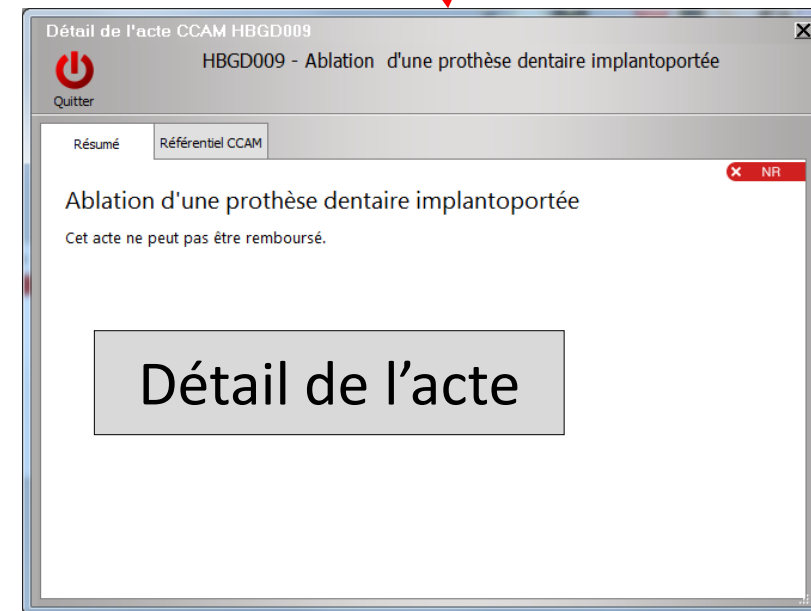 Détail de l'acte CCAM HBGD009
HBGD009 - Ablation d'une prothèse dentaire implantoportée
Quitter
Résumé
Référentiel CCAM
NR
Ablation d'une prothèse dentaire implantoportée
Cet acte ne peut pas être remboursé.
Détail de l’acte